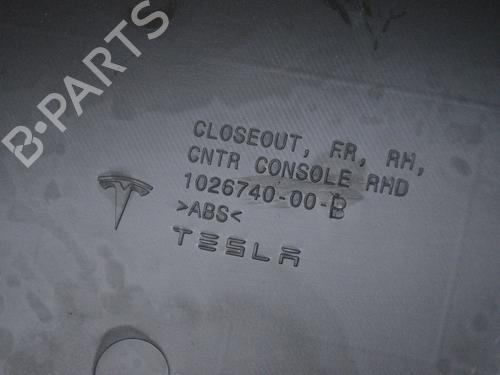 B-PARTS
CLOSEOUT, FR, RH,
CNTR CONSOLE RHD
1026740-00-B
>ABS<
TESLA